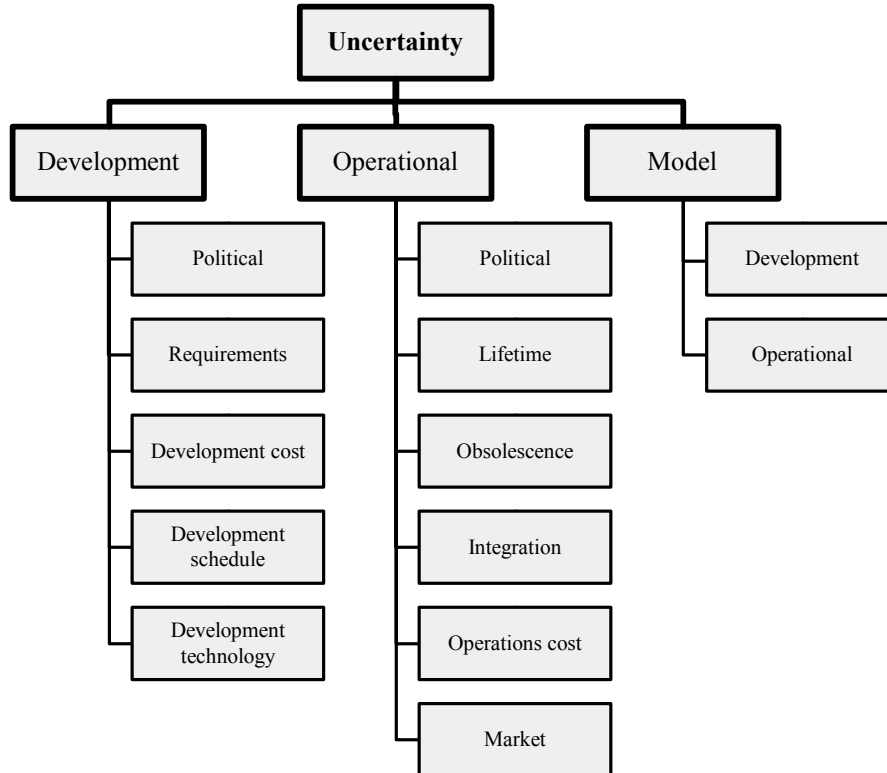 Uncertainty
Development
Operational
Model
Political
Requirements
Development cost
Development
schedule
Development
technology
Political
Lifetime
Obsolescence
Integration
Operations cost
Market
Development
Operational